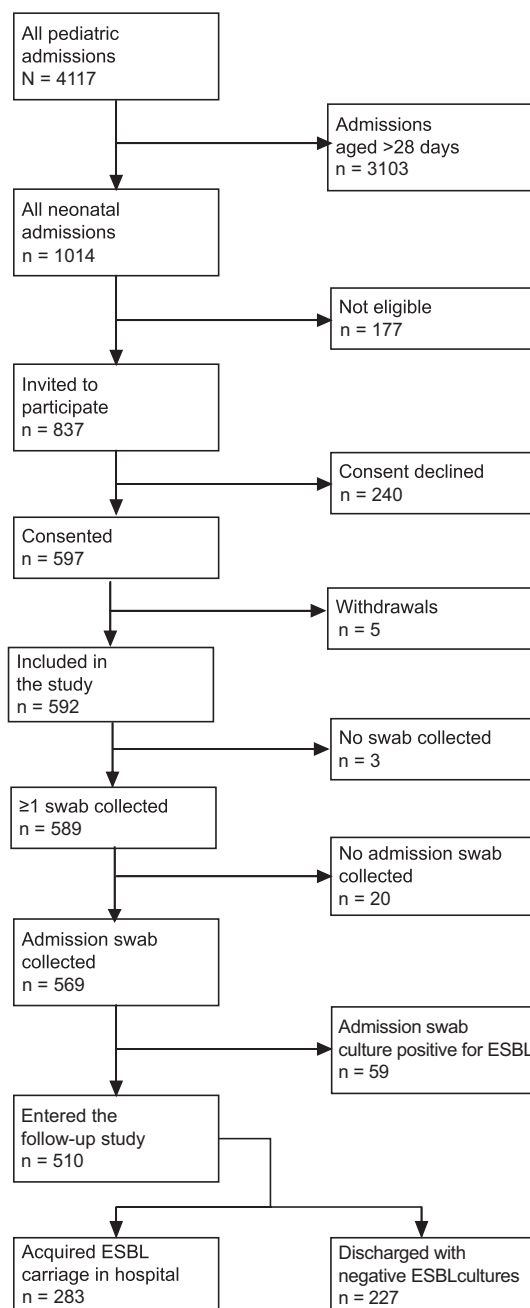 All pediatric
admissions
N = 4117
Admissions
aged >28 days
n = 3103
All neonatal
admissions
n = 1014
Not eligible
n = 177
Invited to
participate
n = 837
Consent declined
n = 240
Consented
n = 597
Withdrawals
n = 5
Included in
the study
n = 592
No swab collected
n = 3
≥1 swab collected
n = 589
No admission swab
collected
n = 20
Admission swab
collected
n = 569
Admission swab
culture positive for ESBL
n = 59
Entered the
follow-up study
n = 510
Acquired ESBL
carriage in hospital
n = 283
Discharged with
negative ESBLcultures
n = 227